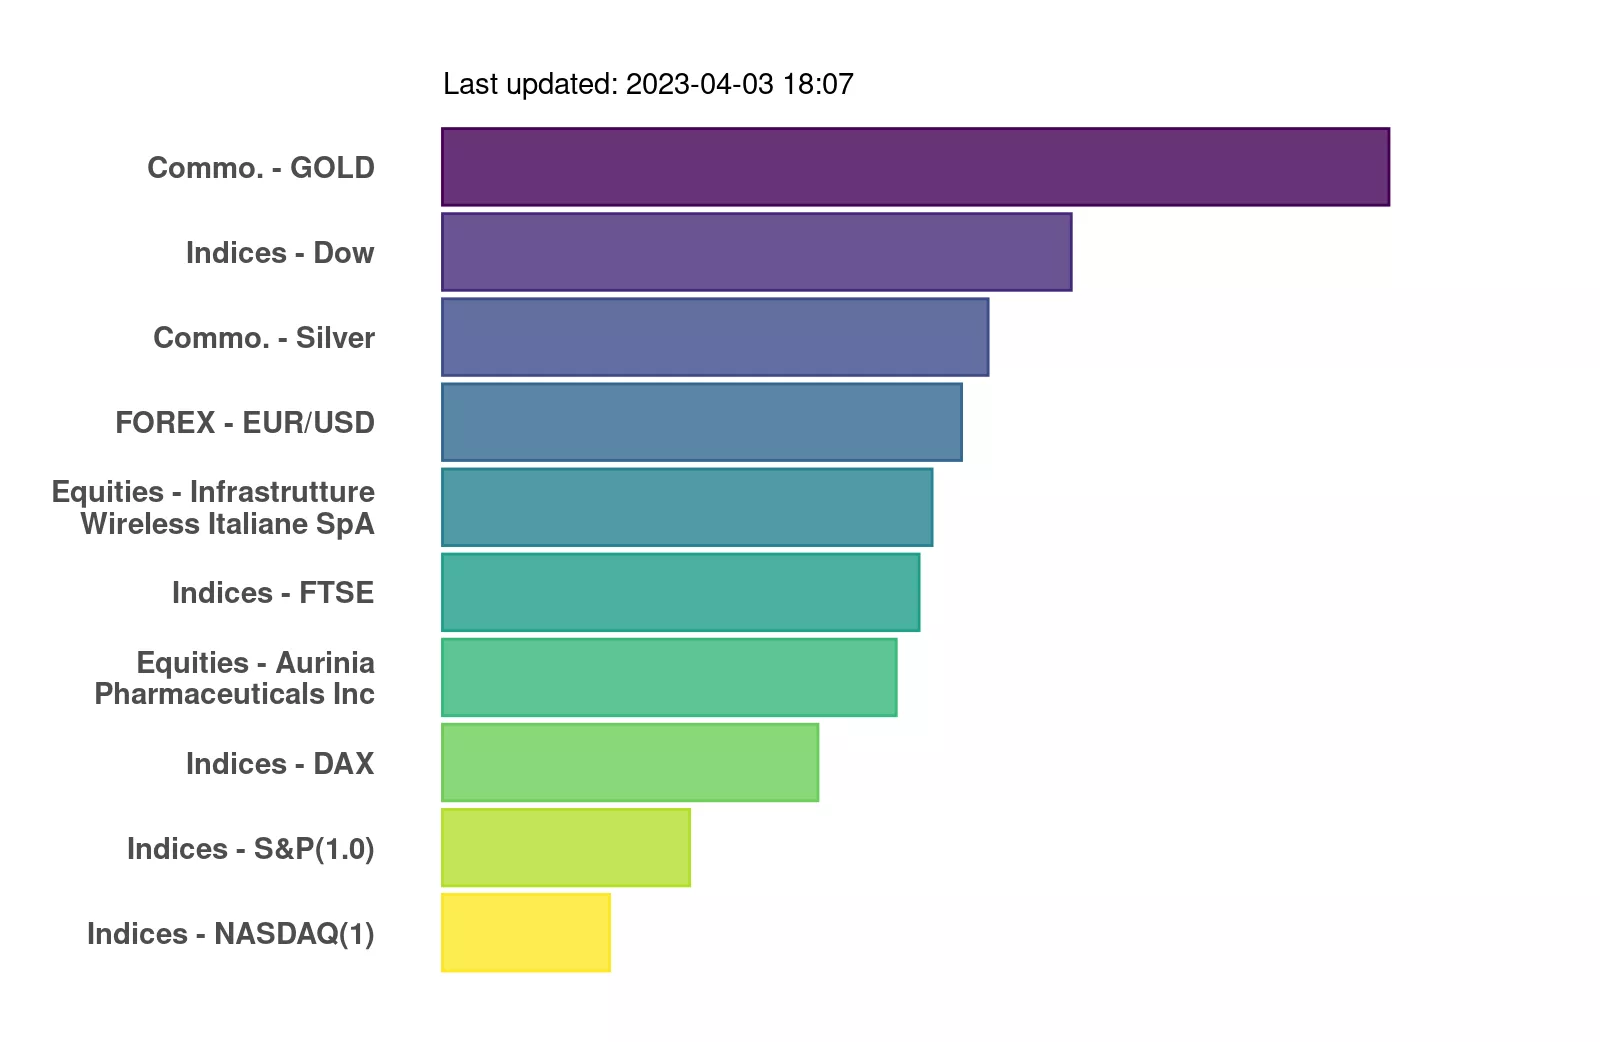 Last updated: 2023-04-03 18:07
Commo. - GOLD
Indices - Dow
Commo. - Silver
FOREX - EUR/USD
Equities - Infrastrutture
Wireless Italiane SpA
Indices - FTSE
Equities - Aurinia
Pharmaceuticals Inc
Indices - DAX
Indices - S&P(1.0)
Indices - NASDAQ(1)